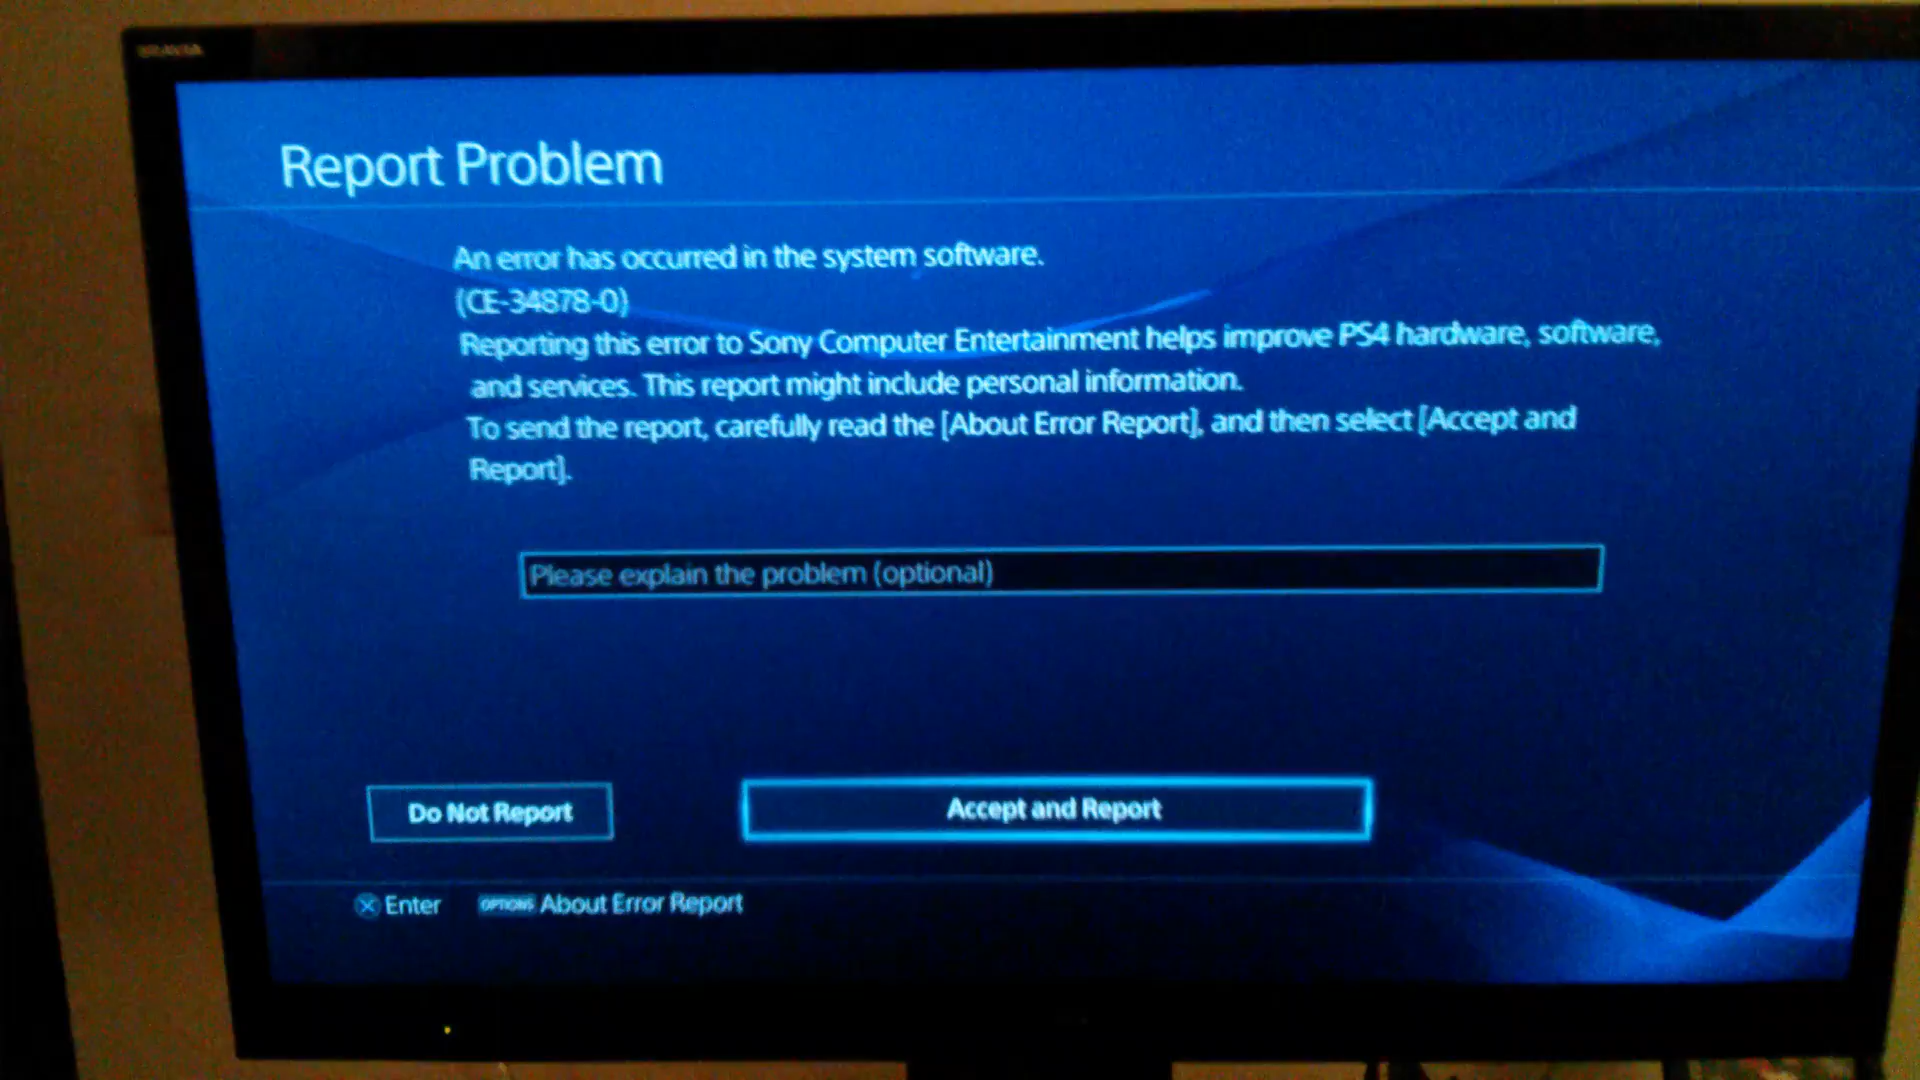 BRAVIA
Report Problem
An error has occurred in the system software.
(CE-34878-0)
Reporting this error to Sony Computer Entertainment helps improve PS4 hardware, software,
and services. This report might include personal information.
To send the report, carefully read the [About Error Report], and then select [Accept and
Report].
Please explain the problem (optional)
Do Not Report
Accept and Report
Enter
OPTIONS About Error Report